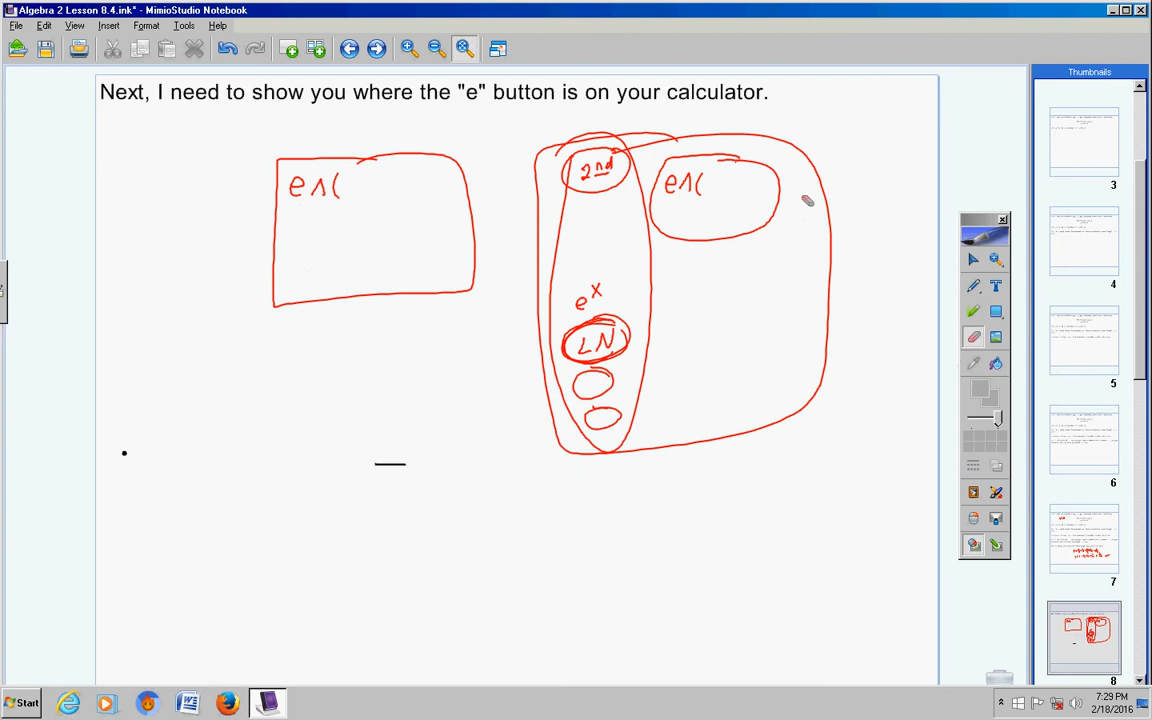 Algebra 2 Lesson 8.4.ink* - MimioStudio Notebook
File Edit View Insert Format Tools Help
Next, I need to show you where the "e" button is on your calculator.
e^(
2nd
e^(
e^x
LN
Thumbnails
3
4
5
6
7
8
Start
7:29 PM
2/18/2016